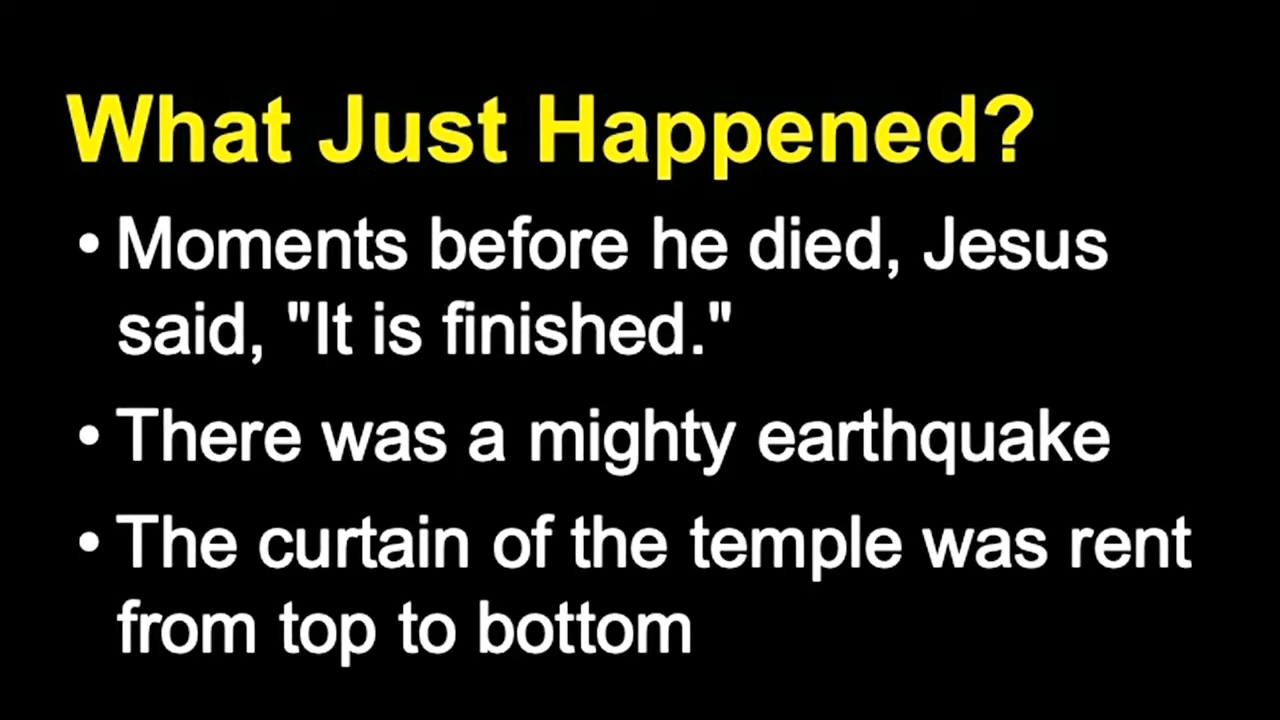 What Just Happened?
• Moments before he died, Jesus
said, "It is finished."
• There was a mighty earthquake
• The curtain of the temple was rent
from top to bottom